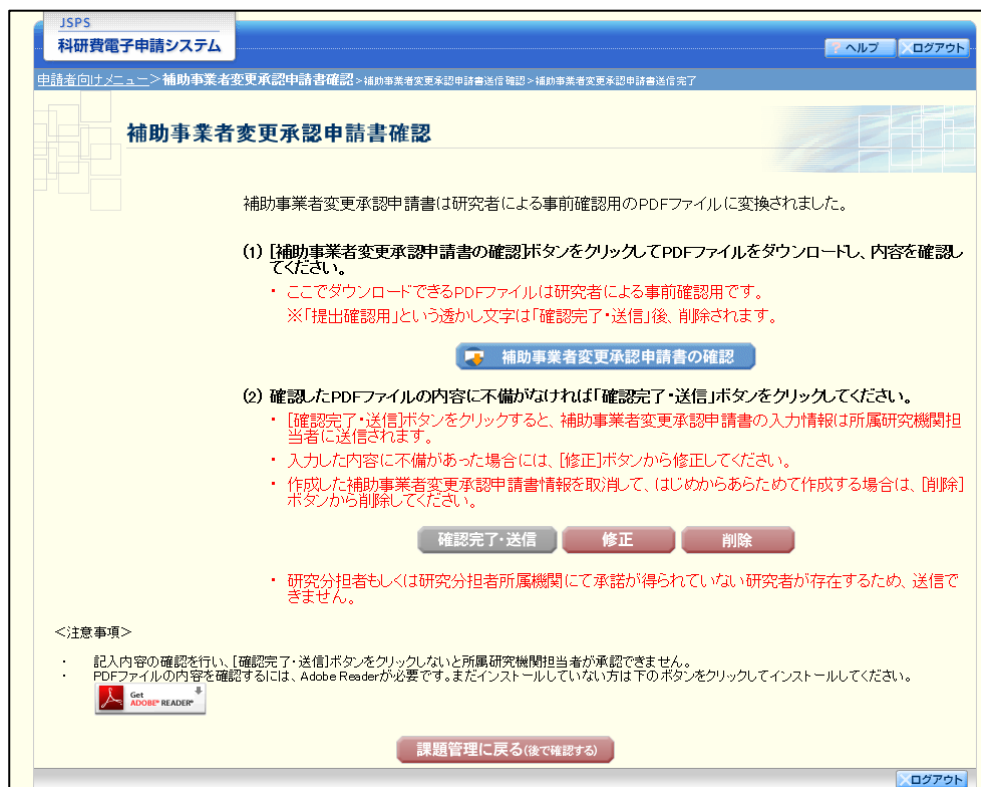 JSPS
科研費電子申請システム
? ヘルプ ログアウト
申請者向けメニュー>補助事業者変更承認申請書確認>補助事業者変更承認申請書送信確認>補助事業者変更承認申請書送信完了
補助事業者変更承認申請書確認
補助事業者変更承認申請書は研究者による事前確認用のPDFファイルに変換されました。
(1) [補助事業者変更承認申請書の確認]ボタンをクリックしてPDFファイルをダウンロードし、内容を確認し
てください。
・ ここでダウンロードできるPDFファイルは研究者による事前確認用です。
※「提出確認用」という透かし文字は「確認完了・送信」後、削除されます。
補助事業者変更承認申請書の確認
(2) 確認したPDFファイルの内容に不備がなければ「確認完了・送信」ボタンをクリックしてください。
・ [確認完了・送信]ボタンをクリックすると、補助事業者変更承認申請書の入力情報は所属研究機関担
当者に送信されます。
・ 入力した内容に不備があった場合には、[修正]ボタンから修正してください。
・ 作成した補助事業者変更承認申請書情報を取消して、はじめからあらためて作成する場合は、[削除]
ボタンから削除してください。
確認完了・送信 修正 削除
・ 研究分担者もしくは研究分担者所属機関にて承諾が得られていない研究者が存在するため、送信で
きません。
<注意事項>
・ 記入内容の確認を行い、[確認完了・送信]ボタンをクリックしないと所属研究機関担当者が承認できません。
・ PDFファイルの内容を確認するには、Adobe Readerが必要です。まだインストールしていない方は下のボタンをクリックしてインストールしてください。
Get
ADOBE® READER®
課題管理に戻る(後で確認する)
ログアウト